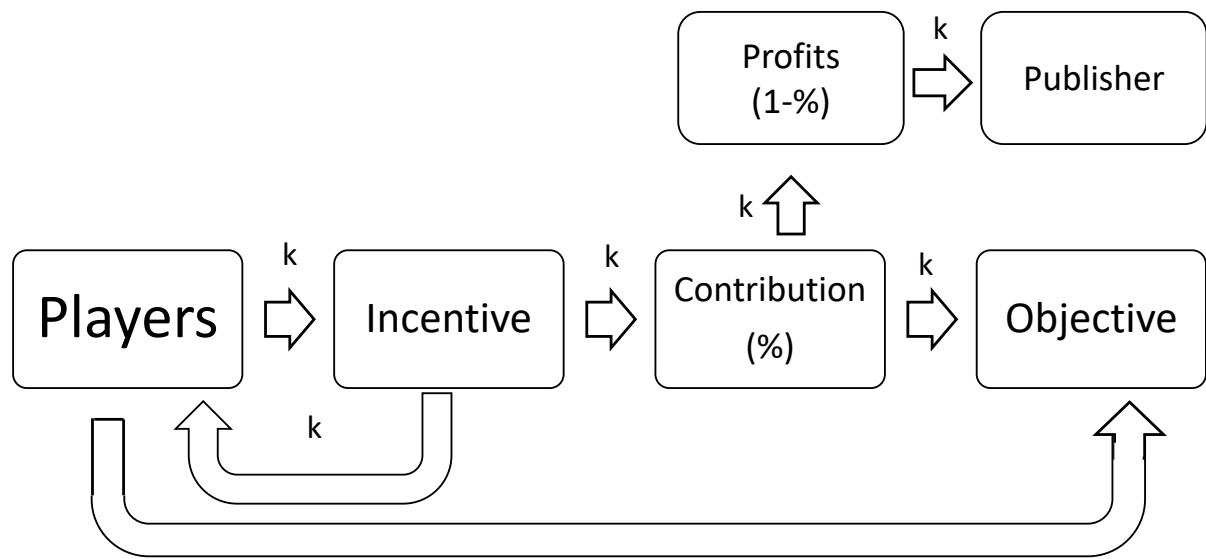 k
Profits
(1-%)
Publisher
k
k
k
k
Players
Incentive
Contribution
(%)
Objective
k